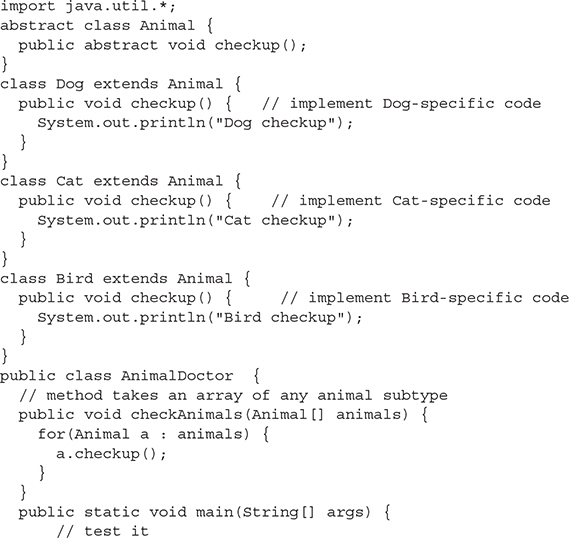 import java.util.*;
abstract class Animal {
  public abstract void checkup();
}
class Dog extends Animal {
  public void checkup() {   // implement Dog-specific code
    System.out.println("Dog checkup");
  }
}
class Cat extends Animal {
  public void checkup() {    // implement Cat-specific code
    System.out.println("Cat checkup");
  }
}
class Bird extends Animal {
  public void checkup() {     // implement Bird-specific code
    System.out.println("Bird checkup");
  }
}
public class AnimalDoctor  {
  // method takes an array of any animal subtype
  public void checkAnimals(Animal[] animals) {
    for(Animal a : animals) {
      a.checkup();
    }
  }
  public static void main(String[] args) {
      // test it